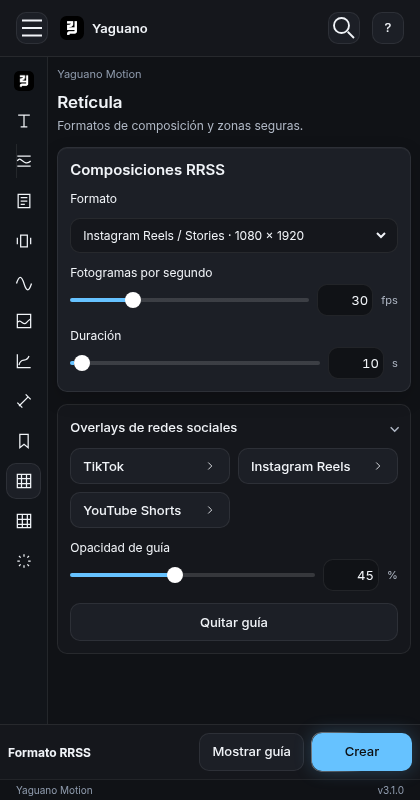 Yaguano
?
Yaguano Motion
Retícula
Formatos de composición y zonas seguras.
Composiciones RRSS
Formato
Instagram Reels / Stories · 1080 × 1920
Fotogramas por segundo
30 fps
Duración
10 s
Overlays de redes sociales
TikTok
Instagram Reels
YouTube Shorts
Opacidad de guía
45 %
Quitar guía
Formato RRSS
Mostrar guía
Crear
Yaguano Motion
v3.1.0